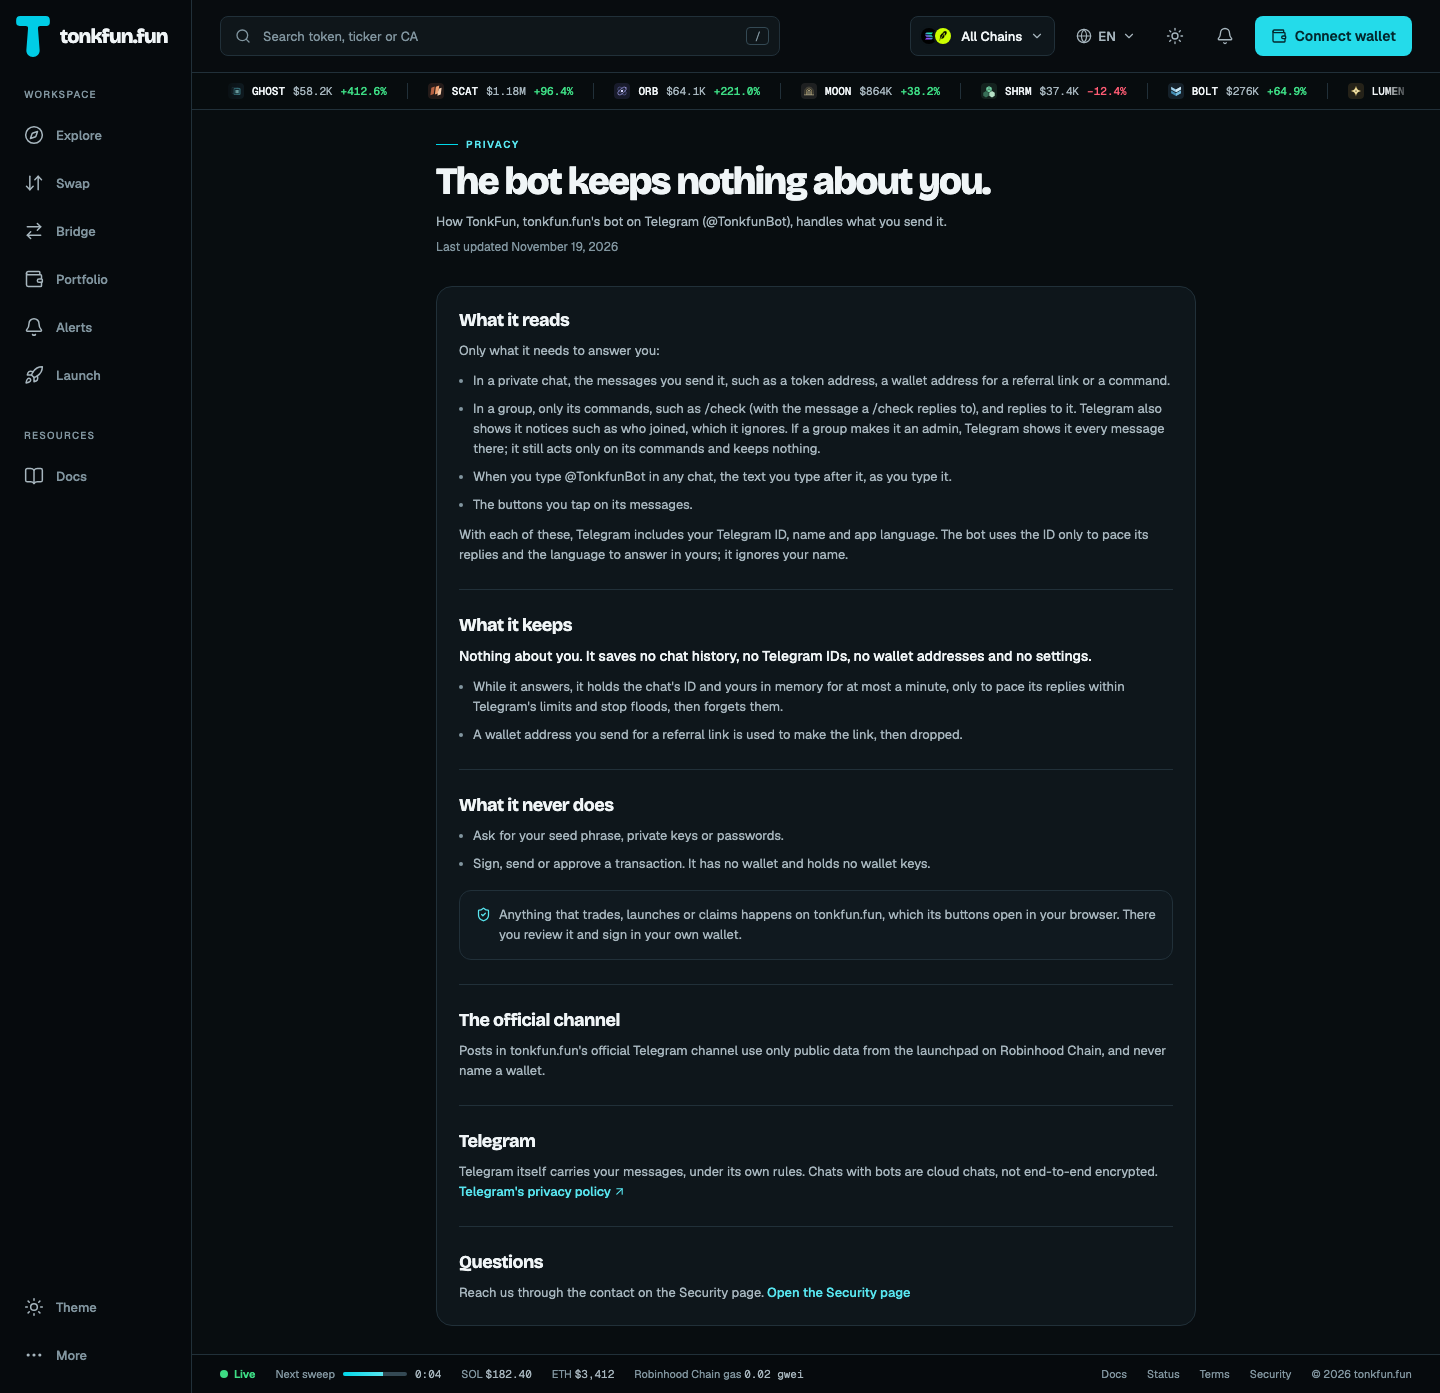 tonkfun.fun
Search token, ticker or CA
/
All Chains
EN
Connect wallet
WORKSPACE
Explore
Swap
Bridge
Portfolio
Alerts
Launch
RESOURCES
Docs
Theme
More
GHOST $58.2K +412.6%
SCAT $1.18M +96.4%
ORB $64.1K +221.0%
MOON $864K +38.2%
SHRM $37.4K -12.4%
BOLT $276K +64.9%
LUMEN
PRIVACY
The bot keeps nothing about you.
How TonkFun, tonkfun.fun's bot on Telegram (@TonkfunBot), handles what you send it.
Last updated November 19, 2026
What it reads
Only what it needs to answer you:
• In a private chat, the messages you send it, such as a token address, a wallet address for a referral link or a command.
• In a group, only its commands, such as /check (with the message a /check replies to), and replies to it. Telegram also
shows it notices such as who joined, which it ignores. If a group makes it an admin, Telegram shows it every message
there; it still acts only on its commands and keeps nothing.
• When you type @TonkfunBot in any chat, the text you type after it, as you type it.
• The buttons you tap on its messages.
With each of these, Telegram includes your Telegram ID, name and app language. The bot uses the ID only to pace its
replies and the language to answer in yours; it ignores your name.
What it keeps
Nothing about you. It saves no chat history, no Telegram IDs, no wallet addresses and no settings.
• While it answers, it holds the chat's ID and yours in memory for at most a minute, only to pace its replies within
Telegram's limits and stop floods, then forgets them.
• A wallet address you send for a referral link is used to make the link, then dropped.
What it never does
• Ask for your seed phrase, private keys or passwords.
• Sign, send or approve a transaction. It has no wallet and holds no wallet keys.
Anything that trades, launches or claims happens on tonkfun.fun, which its buttons open in your browser. There
you review it and sign in your own wallet.
The official channel
Posts in tonkfun.fun's official Telegram channel use only public data from the launchpad on Robinhood Chain, and never
name a wallet.
Telegram
Telegram itself carries your messages, under its own rules. Chats with bots are cloud chats, not end-to-end encrypted.
Telegram's privacy policy
Questions
Reach us through the contact on the Security page. Open the Security page
Live
Next sweep 0:04
SOL $182.40
ETH $3,412
Robinhood Chain gas 0.02 gwei
Docs
Status
Terms
Security
© 2026 tonkfun.fun